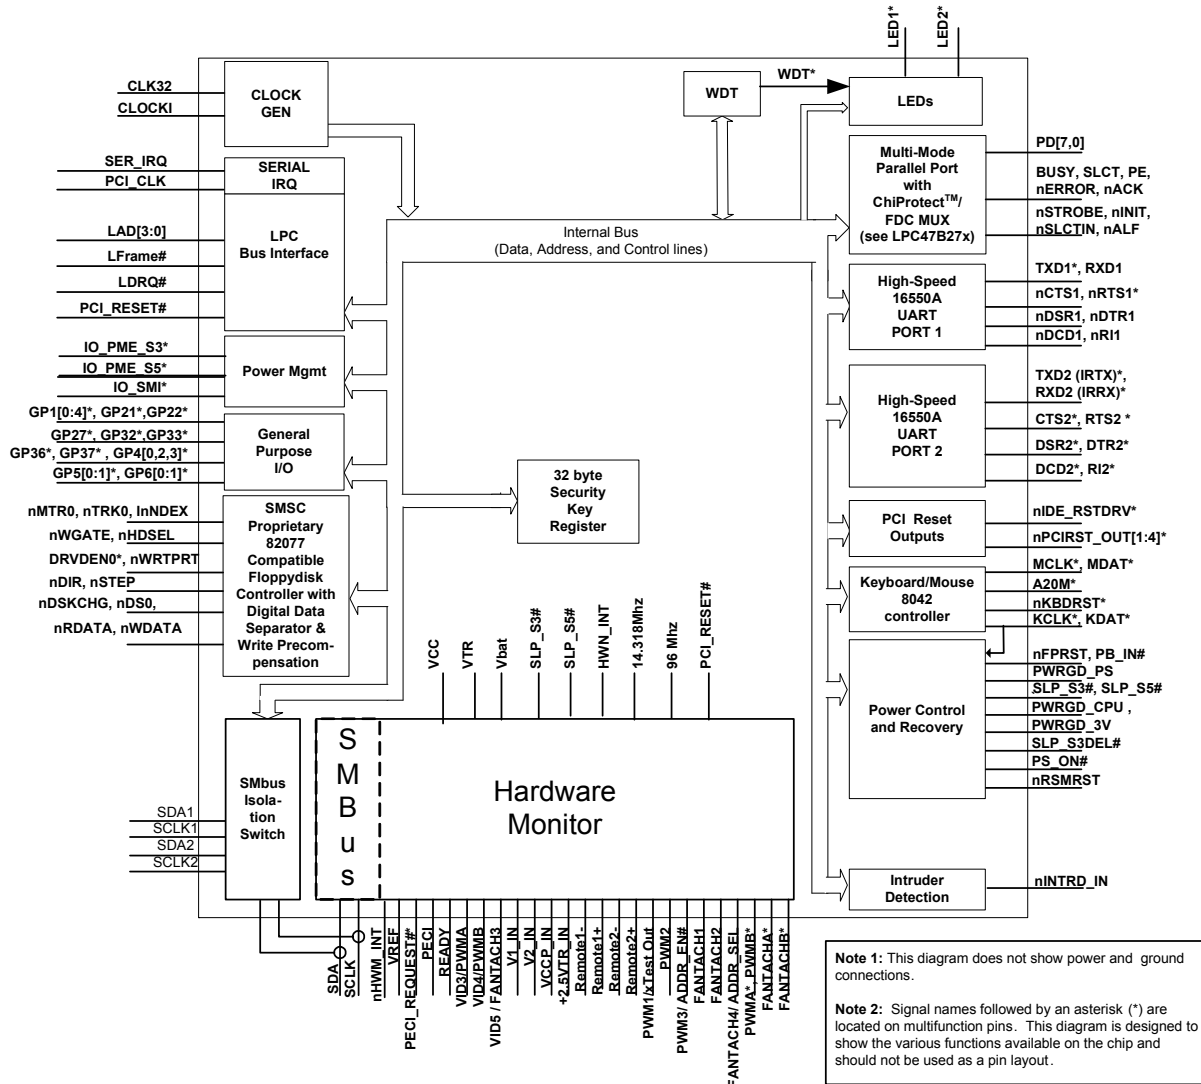 LED1*
LED2*
CLK32
CLOCKI
CLOCK
GEN
WDT
WDT*
LEDs
SER_IRQ
PCI_CLK
SERIAL
IRQ
LAD[3:0]
LFrame#
LDRQ#
PCI_RESET#
LPC
Bus Interface
Internal Bus
(Data, Address, and Control lines)
Multi-Mode
Parallel Port
with
ChiProtect™/
FDC MUX
(see LPC47B27x)
PD[7,0]
BUSY, SLCT, PE,
nERROR, nACK
nSTROBE, nINIT,
nSLCTIN, nALF
High-Speed
16550A
UART
PORT 1
TXD1*, RXD1
nCTS1, nRTS1*
nDSR1, nDTR1
nDCD1, nRI1
IO_PME_S3*
IO_PME_S5*
IO_SMI*
Power Mgmt
High-Speed
16550A
UART
PORT 2
TXD2 (IRTX)*,
RXD2 (IRRX)*
CTS2*, RTS2 *
DSR2*, DTR2*
DCD2*, RI2*
GP1[0:4]*, GP21*,GP22*
GP27*, GP32*,GP33*
GP36*, GP37* , GP4[0,2,3]*
GP5[0:1]*, GP6[0:1]*
General
Purpose
I/O
32 byte
Security
Key
Register
nMTR0, nTRK0, InNDEX
nWGATE, nHDSEL
DRVDEN0*, nWRTPRT
nDIR, nSTEP
nDSKCHG, nDS0,
nRDATA, nWDATA
SMSC
Proprietary
82077
Compatible
Floppydisk
Controller with
Digital Data
Separator &
Write Precom-
pensation
PCI Reset
Outputs
nIDE_RSTDRV*
nPCIRST_OUT[1:4]*
Keyboard/Mouse
8042
controller
MCLK*, MDAT*
A20M*
nKBDRST*
KCLK*, KDAT*
Power Control
and Recovery
nFPRST, PB_IN#
PWRGD_PS
SLP_S3#, SLP_S5#
PWRGD_CPU ,
PWRGD_3V
SLP_S3DEL#
PS_ON#
nRSMRST
VCC
VTR
Vbat
SLP_S3#
SLP_S5#
HWN_INT
14.318Mhz
96 Mhz
PCI_RESET#
SMbus
Isola-
tion
Switch
SDA1
SCLK1
SDA2
SCLK2
SMBus
Hardware
Monitor
Intruder
Detection
nINTRD_IN
SDA
SCLK
nHWM_INT
VREF
PECI_REQUEST#*
PECI
READY
VID3/PWMA
VID4/PWMB
VID5 / FANTACH3
V1_IN
V2_IN
VCCP_IN
+2.5VTR_IN
Remote1-
Remote1+
Remote2-
Remote2+
PWM1/xTest Out
PWM2
PWM3/ ADDR_EN#
FANTACH1
FANTACH2
FANTACH4/ ADDR_SEL
PWMA*, PWMB*
FANTACHA*
FANTACHB*
Note 1: This diagram does not show power and ground
connections.
Note 2: Signal names followed by an asterisk (*) are
located on multifunction pins. This diagram is designed to
show the various functions available on the chip and
should not be used as a pin layout.